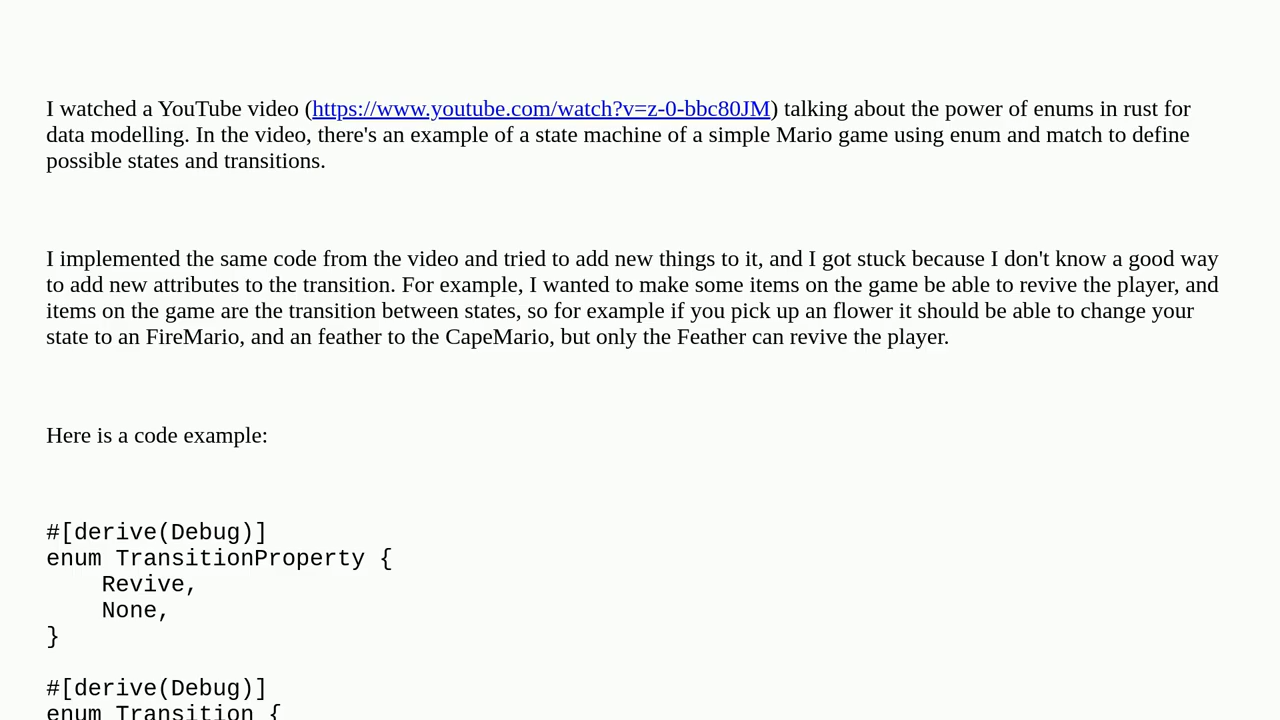 I watched a YouTube video (https://www.youtube.com/watch?v=z-0-bbc80JM) talking about the power of enums in rust for
data modelling. In the video, there's an example of a state machine of a simple Mario game using enum and match to define
possible states and transitions.
I implemented the same code from the video and tried to add new things to it, and I got stuck because I don't know a good way
to add new attributes to the transition. For example, I wanted to make some items on the game be able to revive the player, and
items on the game are the transition between states, so for example if you pick up an flower it should be able to change your
state to an FireMario, and an feather to the CapeMario, but only the Feather can revive the player.
Here is a code example:
#[derive(Debug)]
enum TransitionProperty {
    Revive,
    None,
}
#[derive(Debug)]
enum Transition {